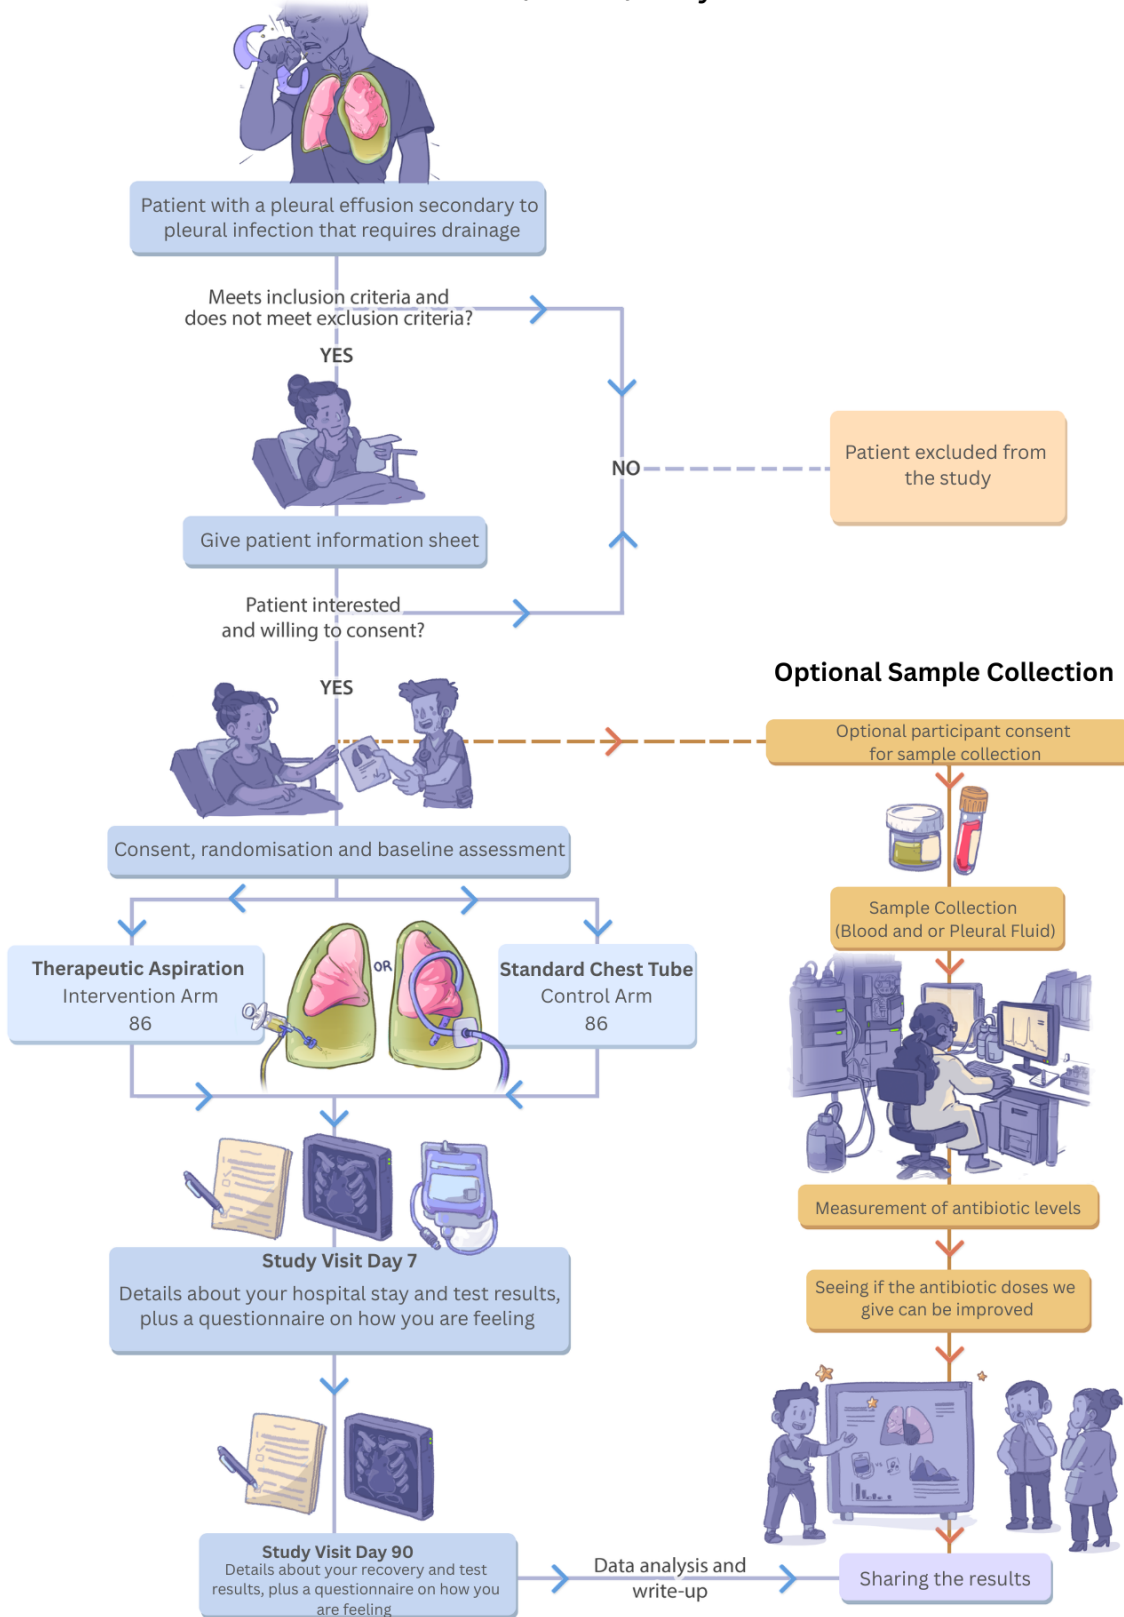 Patient with a pleural effusion secondary to
pleural infection that requires drainage
Meets inclusion criteria and
does not meet exclusion criteria?
YES
NO
Patient excluded from
the study
Give patient information sheet
Patient interested
and willing to consent?
YES
Optional Sample Collection
Optional participant consent
for sample collection
Consent, randomisation and baseline assessment
Sample Collection
(Blood and or Pleural Fluid)
Therapeutic Aspiration
Intervention Arm
86
OR
Standard Chest Tube
Control Arm
86
Measurement of antibiotic levels
Study Visit Day 7
Details about your hospital stay and test results,
plus a questionnaire on how you are feeling
Seeing if the antibiotic doses we
give can be improved
Study Visit Day 90
Details about your recovery and test
results, plus a questionnaire on how you
are feeling
Data analysis and
write-up
Sharing the results